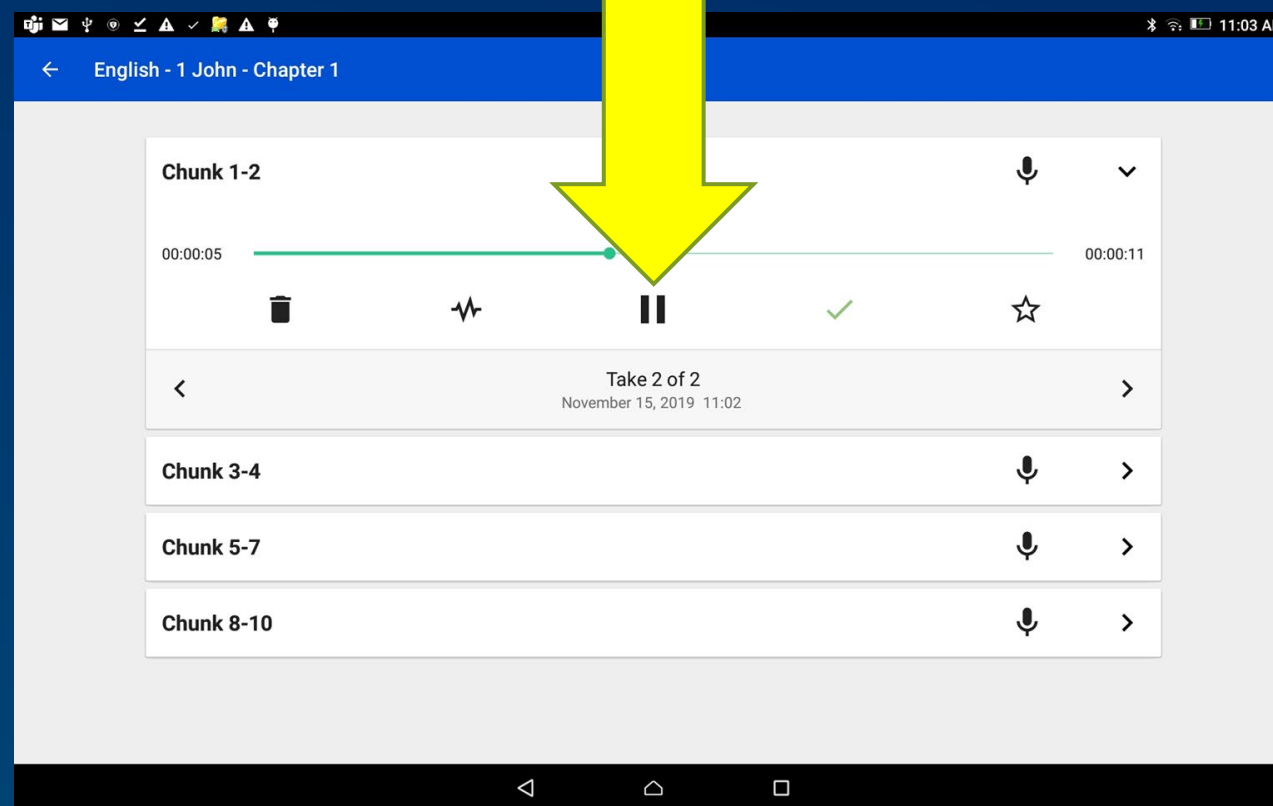 11:03 A
English - 1 John - Chapter 1
Chunk 1-2
00:00:05 00:00:11
Take 2 of 2
November 15, 2019 11:02
Chunk 3-4
Chunk 5-7
Chunk 8-10